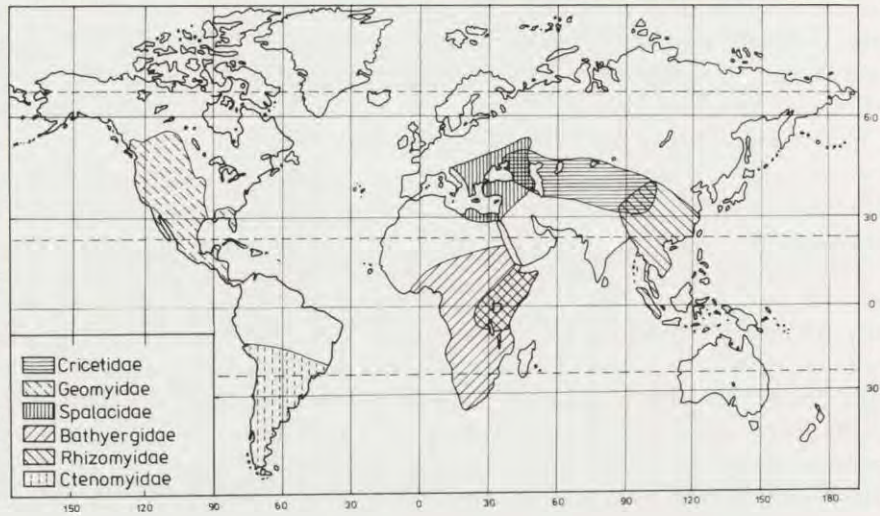 60
30
0
30
Cricetidae
Geomyidae
Spalacidae
Bathyergidae
Rhizomyidae
Ctenomyidae
150 120 90 60 30 0 30 60 90 120 150 180